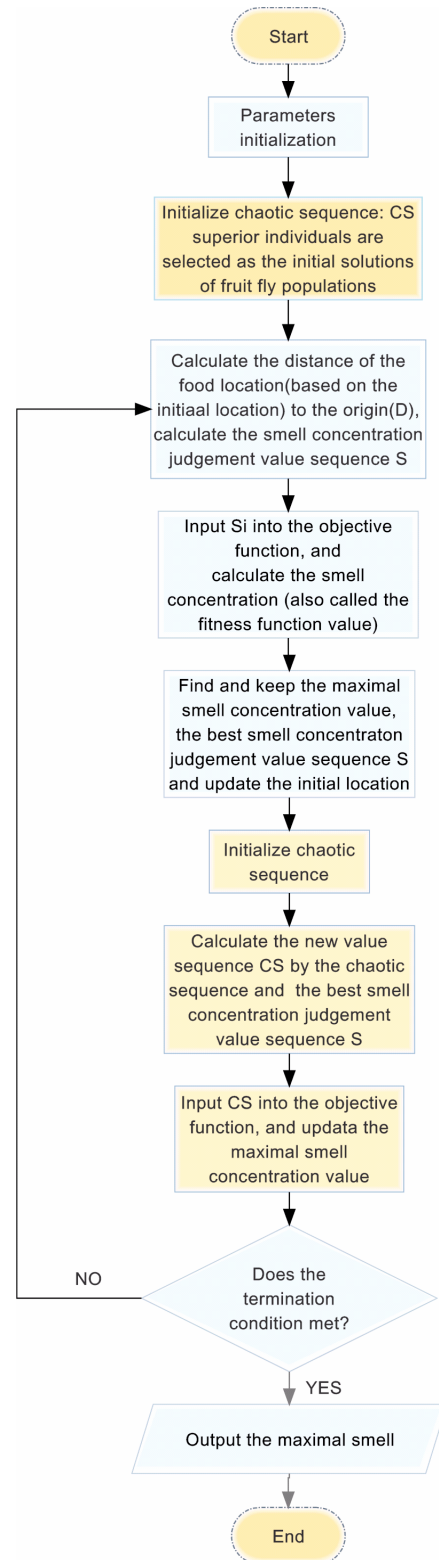 Start
Parameters
initialization
Initialize chaotic sequence: CS
superior individuals are
selected as the initial solutions
of fruit fly populations
Calculate the distance of the
food location(based on the
initiaal location) to the origin(D),
calculate the smell concentration
judgement value sequence S
Input Si into the objective
function, and
calculate the smell
concentration (also called the
fitness function value)
Find and keep the maximal
smell concentration value,
the best smell concentraton
judgement value sequence S
and update the initial location
Initialize chaotic
sequence
Calculate the new value
sequence CS by the chaotic
sequence and  the best smell
concentration judgement
value sequence S
Input CS into the objective
function, and updata the
maximal smell
concentration value
NO
Does the
termination
condition met?
YES
Output the maximal smell
End